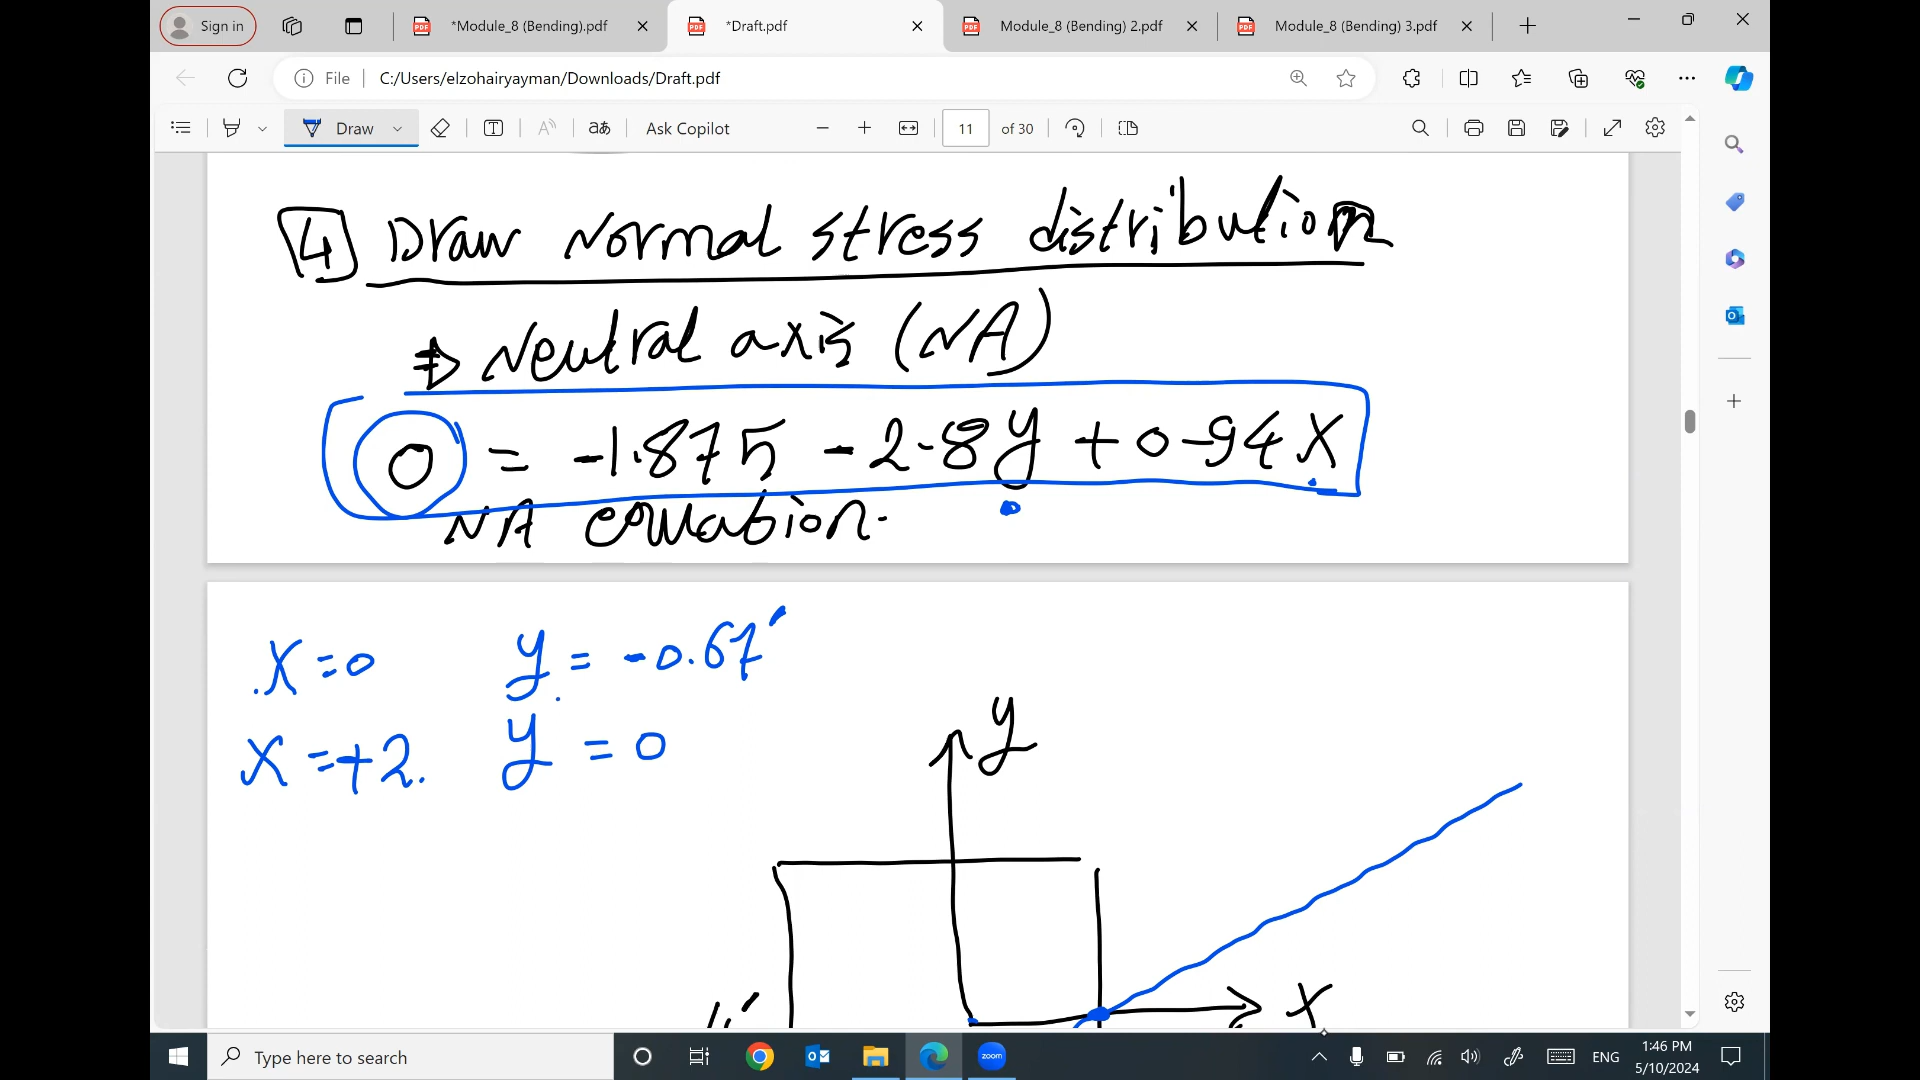 Sign in
*Module_8 (Bending).pdf
*Draft.pdf
Module_8 (Bending) 2.pdf
Module_8 (Bending) 3.pdf
File
C:/Users/elzohairyayman/Downloads/Draft.pdf
Draw
aあ
Ask Copilot
11 of 30
4 Draw Normal stress distribution
⇒ Neutral axis (NA)
0 = -1.875 - 2.8y + 0.94X
NA equation.
X = 0 y = -0.67'
X = +2. y = 0
y
X
Type here to search
zoom
ENG
1:46 PM
5/10/2024